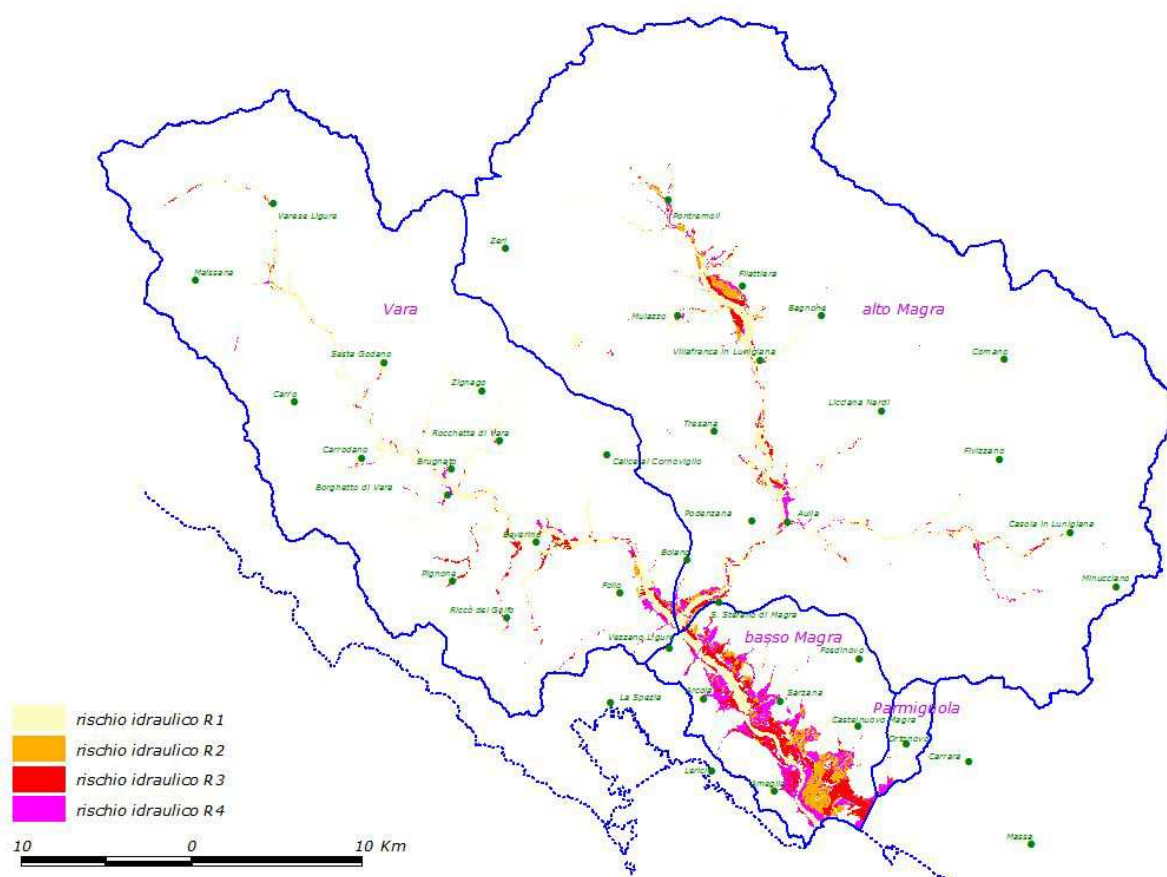 Pontremoli
Varese Ligure
Zeri
Maissana
Filattiera
Vara
Mulazzo
Bagnone
alto Magra
Villafranca in Lunigiana
Comano
Sesta Godano
Zignago
Carro
Licciana Nardi
Tresana
Rocchetta di Vara
Carrodano
Brugnato
Calice al Cornoviglio
Fivizzano
Borghetto di Vara
Podenzana
Aulla
Casola in Lunigiana
Beverino
Bolano
Pignone
Follo
Minucciano
Riccò del Golfo
S. Stefano di Magra
Vezzano Ligure
basso Magra
Fosdinovo
La Spezia
Arcola
Sarzana
Parmignola
Castelnuovo Magra
Ortonovo
Carrara
Lerici
Ameglia
Massa
rischio idraulico R1
rischio idraulico R2
rischio idraulico R3
rischio idraulico R4
10 0 10 Km